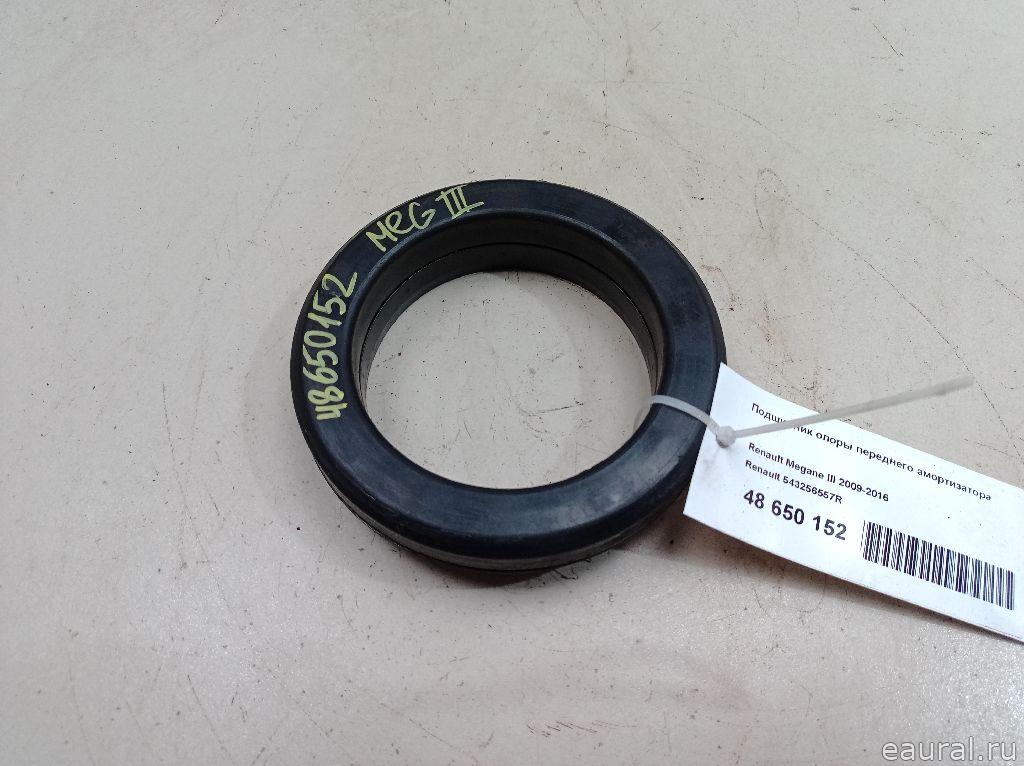 MEG III
48650152
Подшипник опоры переднего амортизатора
Renault Megane III 2009-2016
Renault 543256557R
48 650 152
eaural.ru